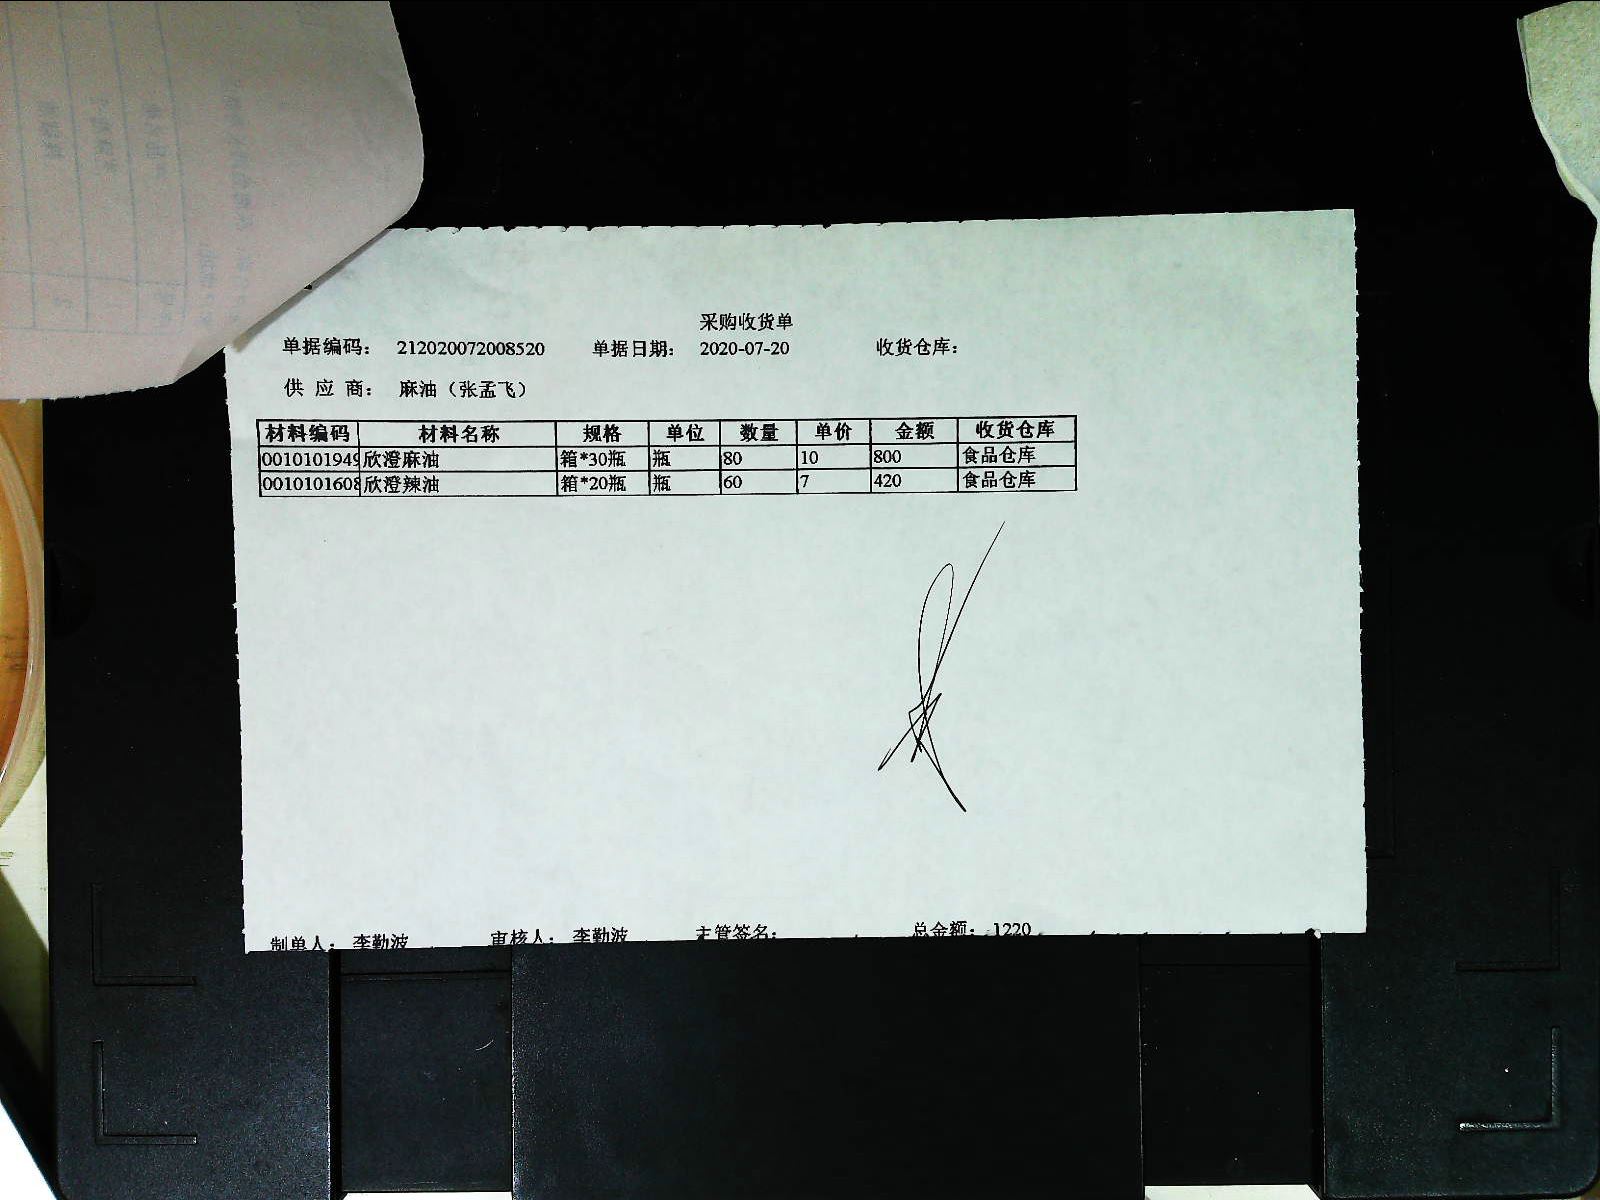 采购收货单
单据编码： 212020072008520 单据日期： 2020-07-20 收货仓库：
供 应 商： 麻油（张孟飞）
材料编码 材料名称 规格 单位 数量 单价 金额 收货仓库
0010101949 欣澄麻油 箱*30瓶 瓶 80 10 800 食品仓库
0010101608 欣澄辣油 箱*20瓶 瓶 60 7 420 食品仓库
制单人： 李勤波 审核人： 李勤波 主管签名： 总金额： 1220